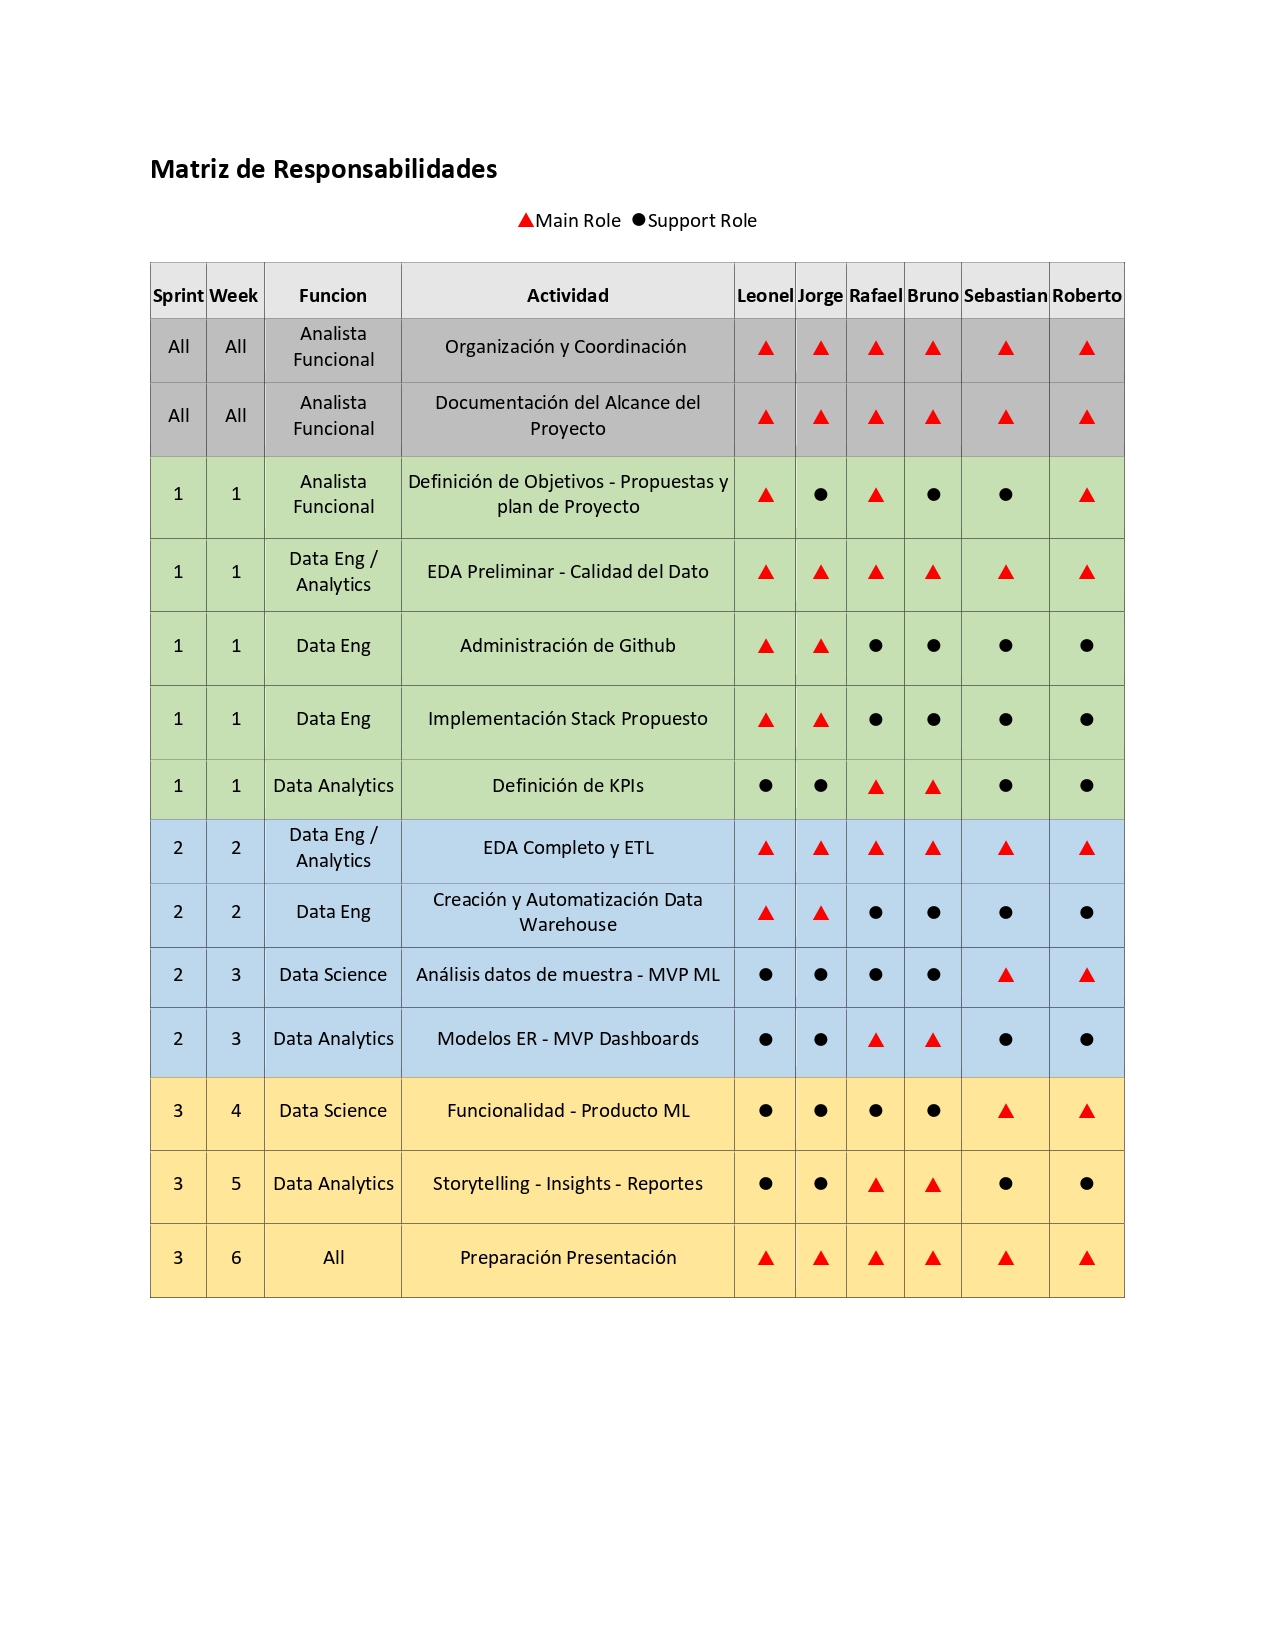 Matriz de Responsabilidades
▲Main Role ●Support Role
Sprint Week Funcion Actividad Leonel Jorge Rafael Bruno Sebastian Roberto
All All Analista Funcional Organización y Coordinación ▲ ▲ ▲ ▲ ▲ ▲
All All Analista Funcional Documentación del Alcance del Proyecto ▲ ▲ ▲ ▲ ▲ ▲
1 1 Analista Funcional Definición de Objetivos - Propuestas y plan de Proyecto ▲ ● ▲ ● ● ▲
1 1 Data Eng / Analytics EDA Preliminar - Calidad del Dato ▲ ▲ ▲ ▲ ▲ ▲
1 1 Data Eng Administración de Github ▲ ▲ ● ● ● ●
1 1 Data Eng Implementación Stack Propuesto ▲ ▲ ● ● ● ●
1 1 Data Analytics Definición de KPIs ● ● ▲ ▲ ● ●
2 2 Data Eng / Analytics EDA Completo y ETL ▲ ▲ ▲ ▲ ▲ ▲
2 2 Data Eng Creación y Automatización Data Warehouse ▲ ▲ ● ● ● ●
2 3 Data Science Análisis datos de muestra - MVP ML ● ● ● ● ▲ ▲
2 3 Data Analytics Modelos ER - MVP Dashboards ● ● ▲ ▲ ● ●
3 4 Data Science Funcionalidad - Producto ML ● ● ● ● ▲ ▲
3 5 Data Analytics Storytelling - Insights - Reportes ● ● ▲ ▲ ● ●
3 6 All Preparación Presentación ▲ ▲ ▲ ▲ ▲ ▲